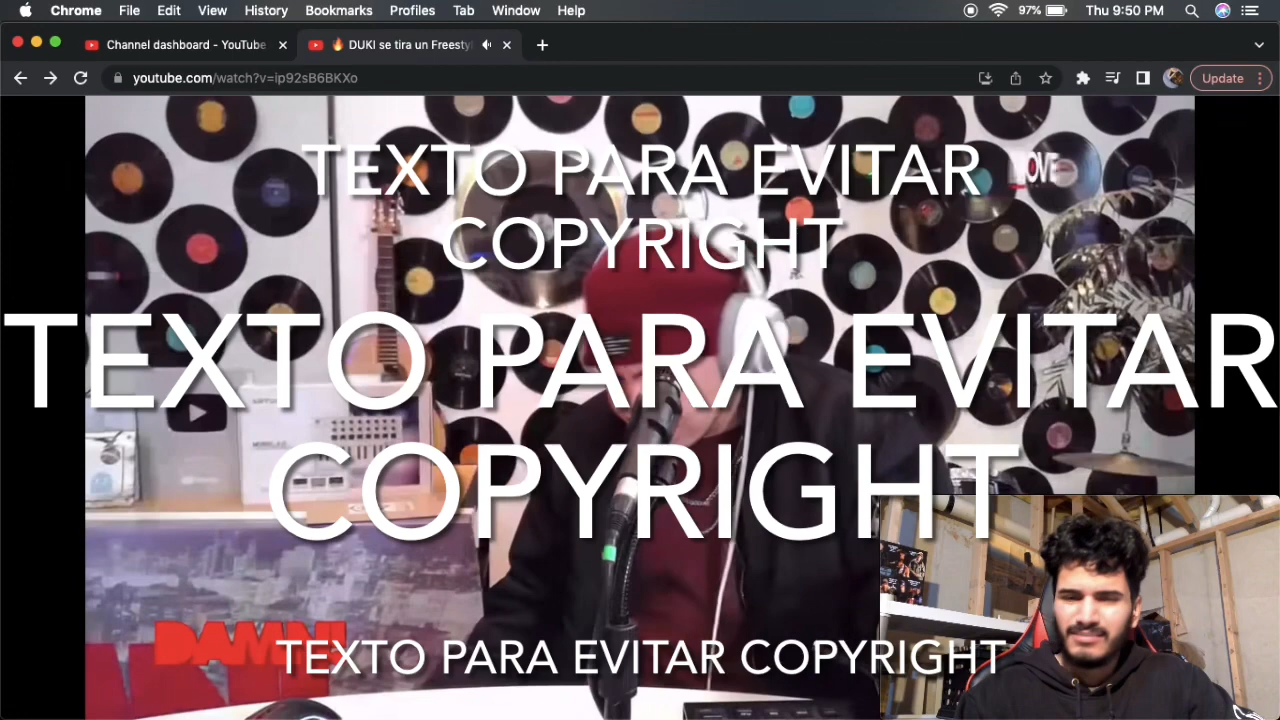 Chrome File Edit View History Bookmarks Profiles Tab Window Help 97% Thu 9:50 PM
Channel dashboard - YouTube 🔥 DUKI se tira un Freesty
youtube.com/watch?v=ip92sB6BKXo Update
TEXTO PARA EVITAR
COPYRIGHT
TEXTO PARA EVITAR
COPYRIGHT
DAMN!
TEXTO PARA EVITAR COPYRIGHT